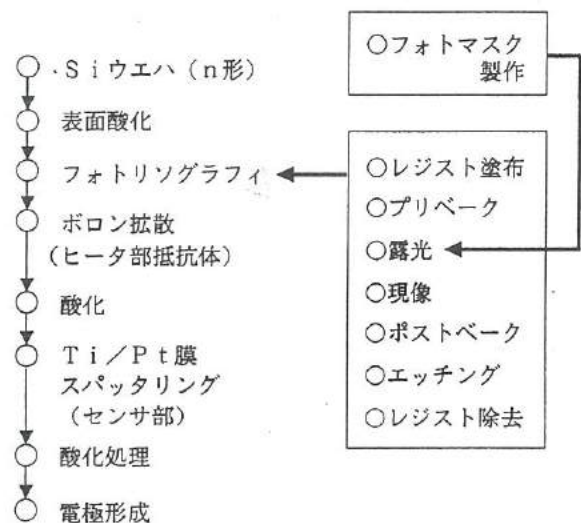 ・Ｓｉウエハ（n形）
表面酸化
フォトリソグラフィ
ボロン拡散
（ヒータ部抵抗体）
酸化
Ｔｉ／Ｐｔ膜
スパッタリング
（センサ部）
酸化処理
電極形成
○フォトマスク
製作
○レジスト塗布
○プリベーク
○露光
○現像
○ポストベーク
○エッチング
○レジスト除去